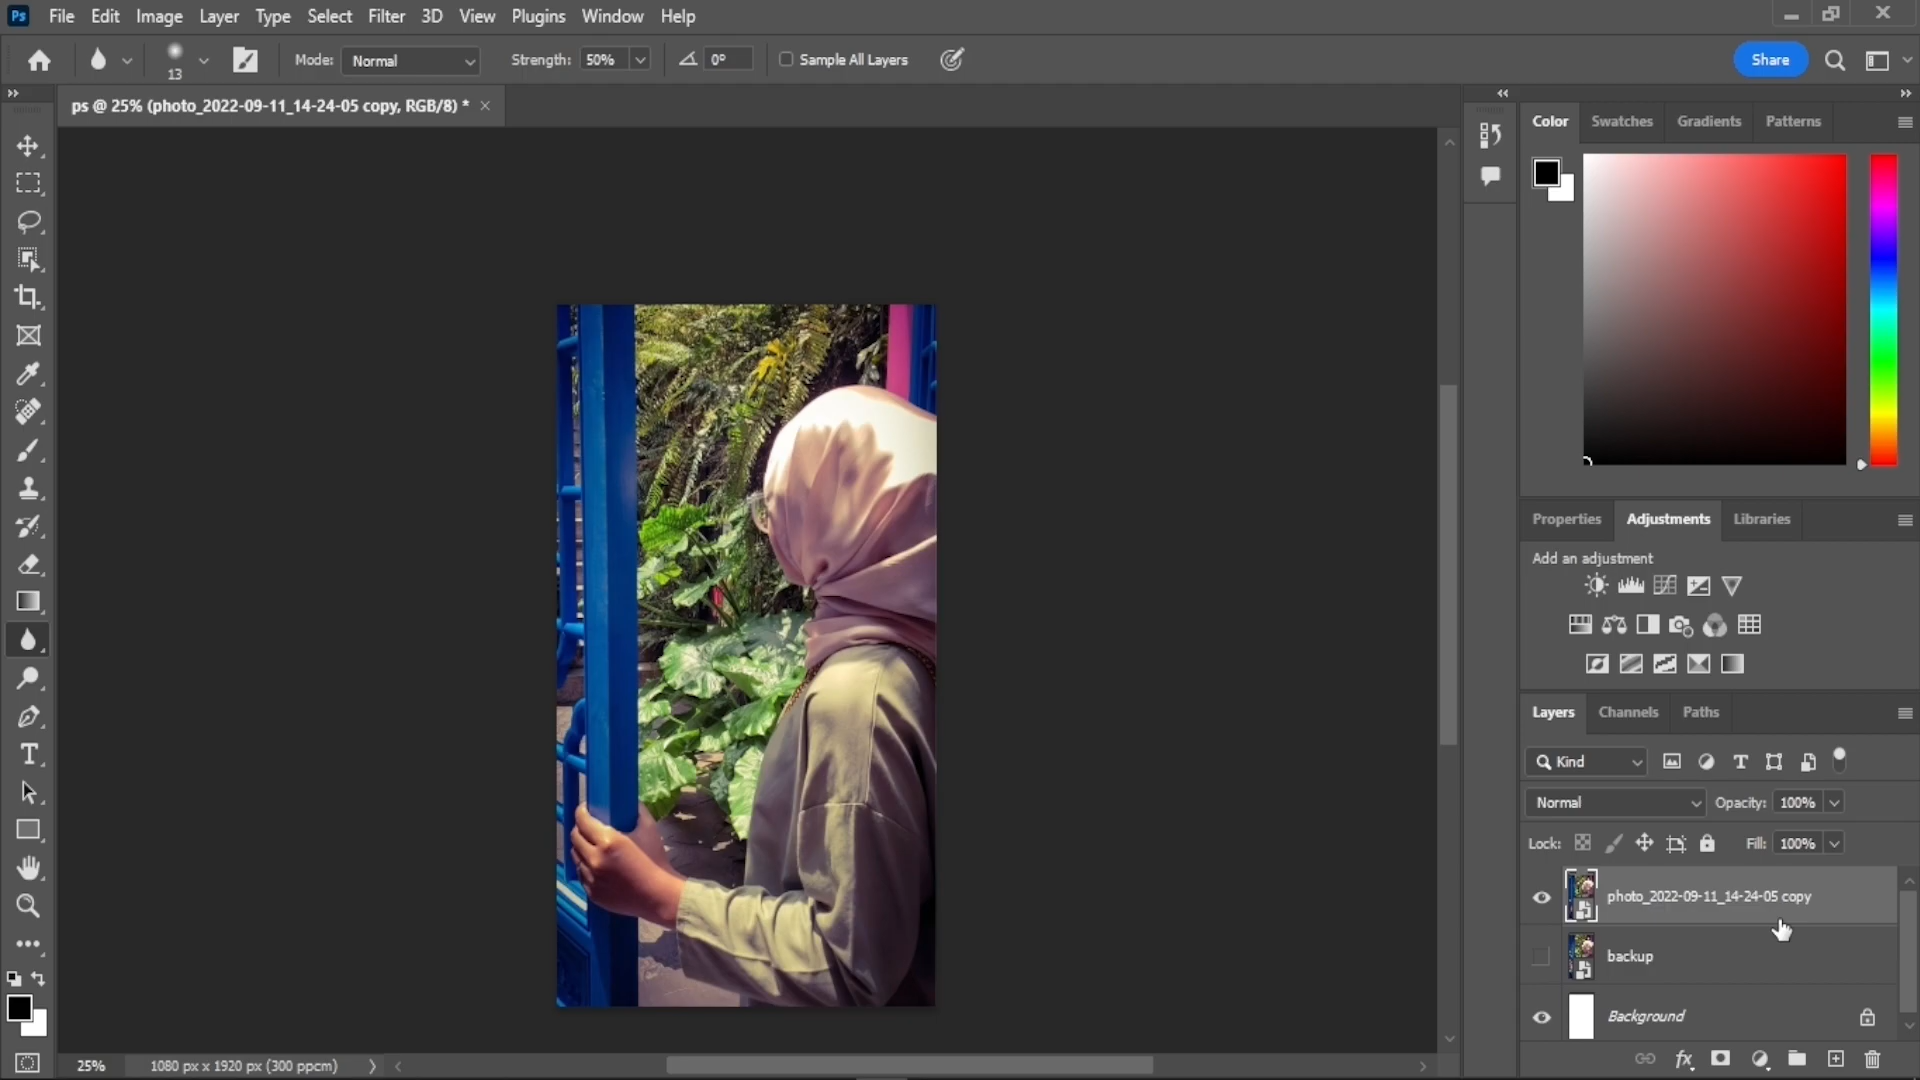 Ps File Edit Image Layer Type Select Filter 3D View Plugins Window Help
13 Mode: Normal Strength: 50% 0° Sample All Layers Share
ps @ 25% (photo_2022-09-11_14-24-05 copy, RGB/8) *
Color Swatches Gradients Patterns
Properties Adjustments Libraries
Add an adjustment
Layers Channels Paths
Kind
Normal Opacity: 100%
Lock: Fill: 100%
photo_2022-09-11_14-24-05 copy
backup
Background
25% 1080 px x 1920 px (300 ppcm)